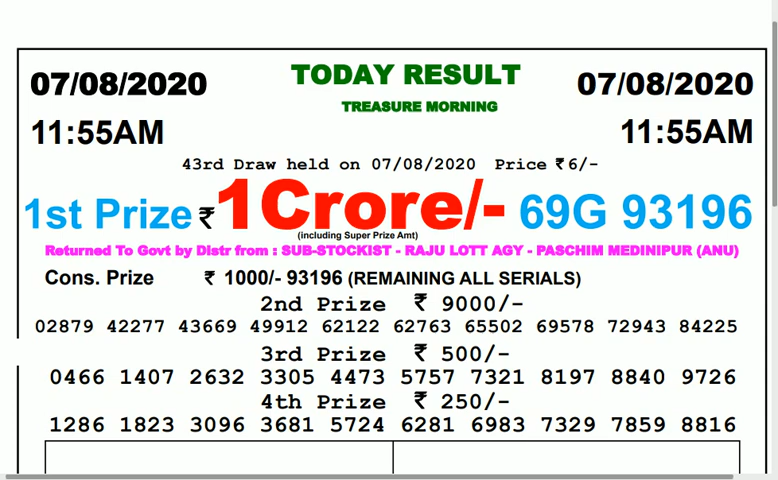 TODAY RESULT
07/08/2020 07/08/2020
TREASURE MORNING
11:55AM 11:55AM
43rd Draw held on 07/08/2020 Price ₹6/-
1st Prize ₹1Crore/- 69G 93196
(including Super Prize Amt)
Returned To Govt by Distr from : SUB-STOCKIST - RAJU LOTT AGY - PASCHIM MEDINIPUR (ANU)
Cons. Prize ₹ 1000/- 93196 (REMAINING ALL SERIALS)
2nd Prize ₹ 9000/-
02879 42277 43669 49912 62122 62763 65502 69578 72943 84225
3rd Prize ₹ 500/-
0466 1407 2632 3305 4473 5757 7321 8197 8840 9726
4th Prize ₹ 250/-
1286 1823 3096 3681 5724 6281 6983 7329 7859 8816